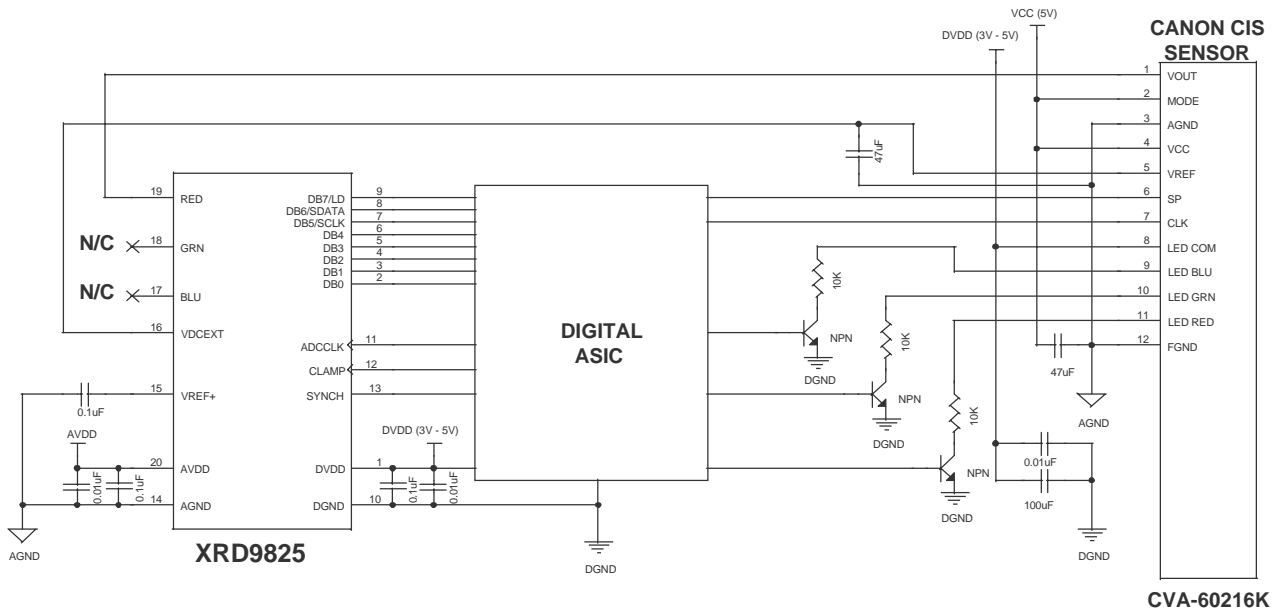 VCC (5V)
DVDD (3V - 5V)
CANON CIS
SENSOR
1 VOUT
2 MODE
3 AGND
4 VCC
5 VREF
6 SP
7 CLK
8 LED COM
9 LED BLU
10 LED GRN
11 LED RED
12 FGND
47uF
19 RED
N/C 18 GRN
N/C 17 BLU
16 VDCEXT
15 VREF+
0.1uF
AVDD
20 AVDD
0.01uF
0.1uF
14 AGND
AGND
DB7/LD 9
DB6/SDATA 8
DB5/SCLK 7
DB4 6
DB3 5
DB2 4
DB1 3
DB0 2
ADCCLK 11
CLAMP 12
SYNCH 13
DVDD (3V - 5V)
DVDD 1
DGND 10
0.1uF
0.01uF
XRD9825
DIGITAL
ASIC
DGND
10K
NPN
DGND
10K
NPN
DGND
10K
NPN
DGND
47uF
AGND
0.01uF
100uF
DGND
CVA-60216K